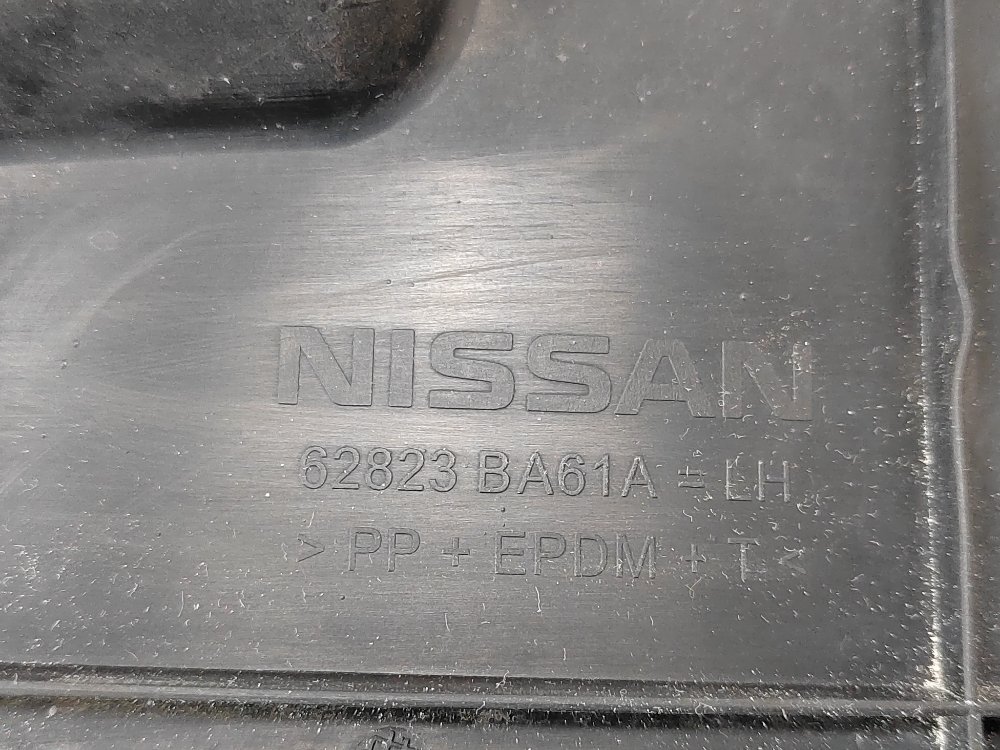 NISSAN
62823 BA61A = LH
> PP + EPDM + T <